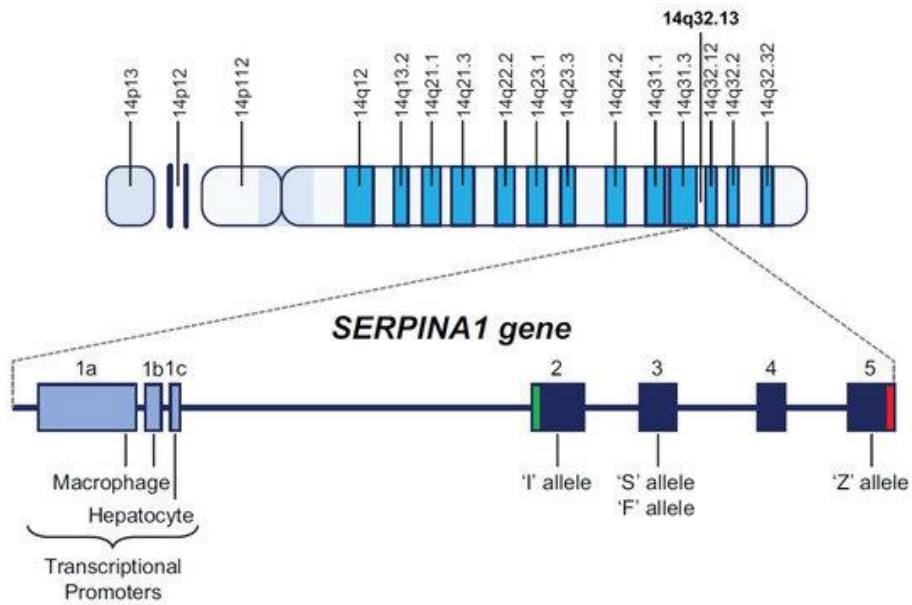 14q32.13
14p13
14p12
14p112
14q12
14q13.2
14q21.1
14q21.3
14q22.2
14q23.1
14q23.3
14q24.2
14q31.1
14q31.3
14q32.12
14q32.2
14q32.32
SERPINA1 gene
1a 1b 1c 2 3 4 5
Macrophage 'I' allele 'S' allele 'Z' allele
Hepatocyte 'F' allele
Transcriptional
Promoters